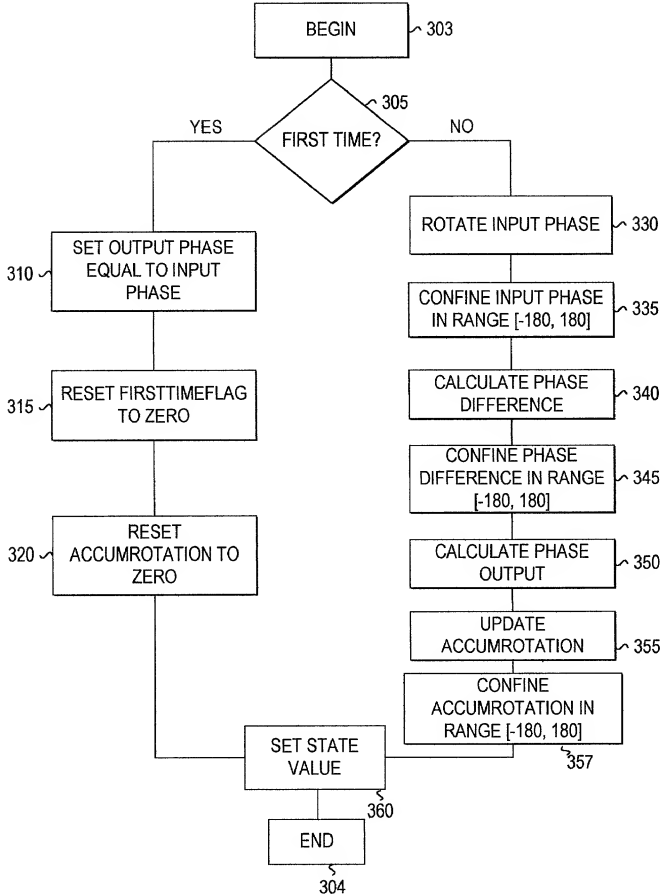 BEGIN
303
305
FIRST TIME?
YES
NO
310
SET OUTPUT PHASE
EQUAL TO INPUT
PHASE
315
RESET FIRSTTIMEFLAG
TO ZERO
320
RESET
ACCUMROTATION TO
ZERO
ROTATE INPUT PHASE
330
CONFINE INPUT PHASE
IN RANGE [-180, 180]
335
CALCULATE PHASE
DIFFERENCE
340
CONFINE PHASE
DIFFERENCE IN RANGE
[-180, 180]
345
CALCULATE PHASE
OUTPUT
350
UPDATE
ACCUMROTATION
355
CONFINE
ACCUMROTATION IN
RANGE [-180, 180]
357
SET STATE
VALUE
360
END
304